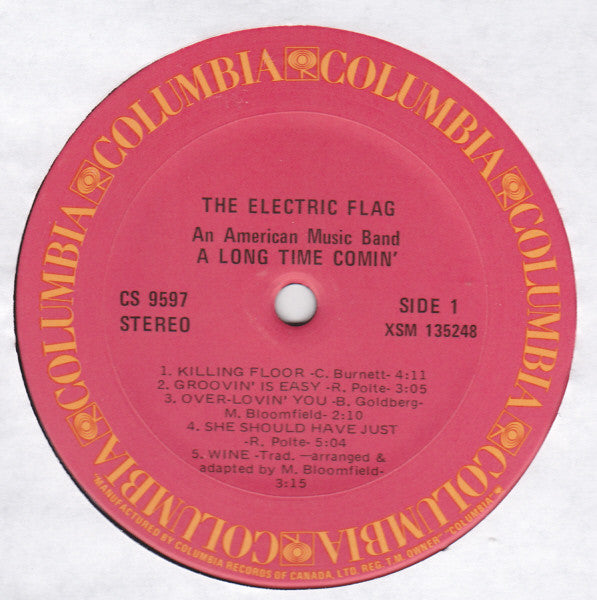 COLUMBIA COLUMBIA COLUMBIA COLUMBIA COLUMBIA COLUMBIA
THE ELECTRIC FLAG
An American Music Band
A LONG TIME COMIN'
CS 9597
STEREO
SIDE 1
XSM 135248
1. KILLING FLOOR -C. Burnett- 4:11
2. GROOVIN' IS EASY -R. Polte- 3:05
3. OVER-LOVIN' YOU -B. Goldberg-
M. Bloomfield- 2:10
4. SHE SHOULD HAVE JUST
-R. Polte- 5:04
5. WINE -Trad. —arranged &
adapted by M. Bloomfield-
3:15
"MANUFACTURED BY COLUMBIA RECORDS OF CANADA, LTD. REG. T.M. OWNER" "COLUMBIA"